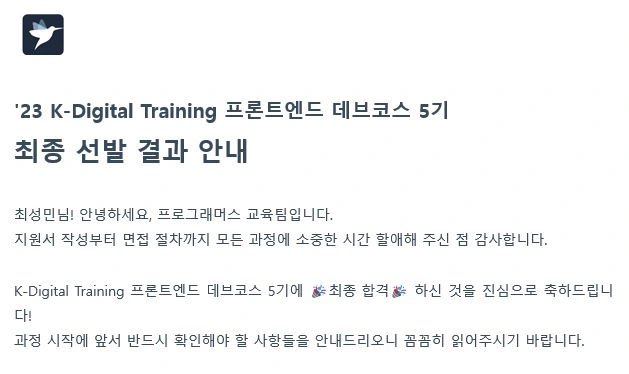 '23 K-Digital Training 프론트엔드 데브코스 5기
최종 선발 결과 안내
최성민님! 안녕하세요, 프로그래머스 교육팀입니다.
지원서 작성부터 면접 절차까지 모든 과정에 소중한 시간 할애해 주신 점 감사합니다.
K-Digital Training 프론트엔드 데브코스 5기에 🎉최종 합격🎉 하신 것을 진심으로 축하드립니
다!
과정 시작에 앞서 반드시 확인해야 할 사항들을 안내드리오니 꼼꼼히 읽어주시기 바랍니다.